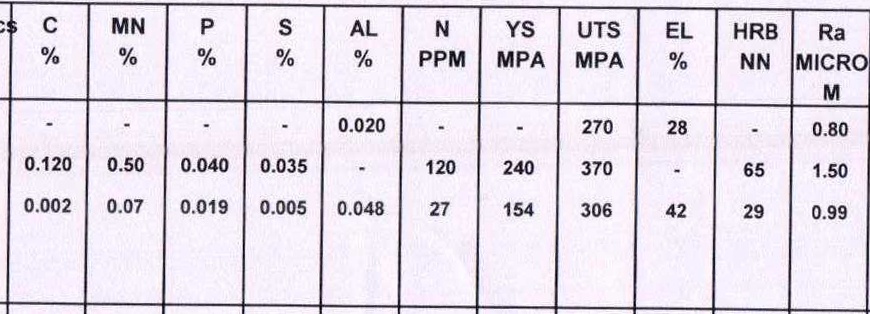 cs C MN P S AL N YS UTS EL HRB Ra
% % % % % PPM MPA MPA % NN MICRO
M
- - - - 0.020 - - 270 28 - 0.80
0.120 0.50 0.040 0.035 - 120 240 370 - 65 1.50
0.002 0.07 0.019 0.005 0.048 27 154 306 42 29 0.99